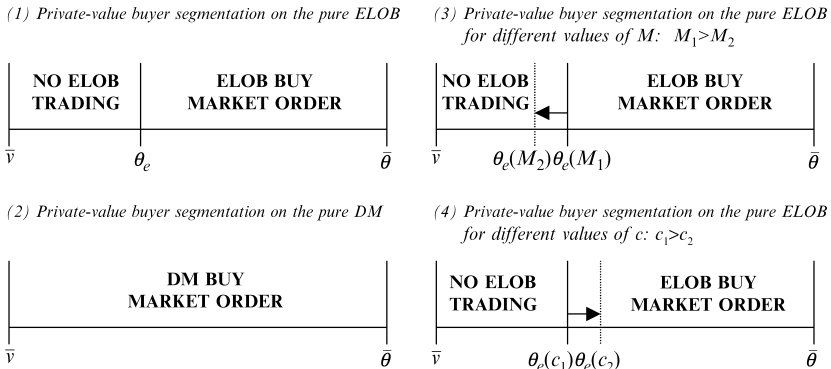 (1) Private-value buyer segmentation on the pure ELOB
NO ELOB TRADING
ELOB BUY MARKET ORDER
v̅ θₑ θ̅
(2) Private-value buyer segmentation on the pure DM
DM BUY
MARKET ORDER
v̅ θ̅
(3) Private-value buyer segmentation on the pure ELOB
for different values of M: M₁>M₂
NO ELOB TRADING
ELOB BUY MARKET ORDER
v̅ θₑ(M₂)θₑ(M₁) θ̅
(4) Private-value buyer segmentation on the pure ELOB
for different values of c: c₁>c₂
NO ELOB TRADING
ELOB BUY MARKET ORDER
v̅ θₑ(c₁)θₑ(c₂) θ̅